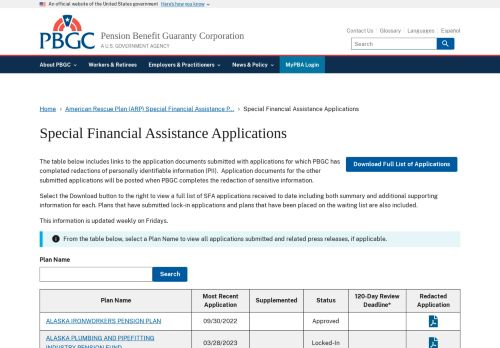 An official website of the United States government Here's how you know
PBGC
Pension Benefit Guaranty Corporation
A U.S. GOVERNMENT AGENCY
Contact Us Glossary Languages Español
Search
About PBGC Workers & Retirees Employers & Practitioners News & Policy MyPBA Login
Home › American Rescue Plan (ARP) Special Financial Assistance P... › Special Financial Assistance Applications
Special Financial Assistance Applications
The table below includes links to the application documents submitted with applications for which PBGC has
completed redactions of personally identifiable information (PII). Application documents for the other
submitted applications will be posted when PBGC completes the redaction of sensitive information.
Download Full List of Applications
Select the Download button to the right to view a full list of SFA applications received to date including both summary and additional supporting
information for each. Plans that have submitted lock-in applications and plans that have been placed on the waiting list are also included.
This information is updated weekly on Fridays.
From the table below, select a Plan Name to view all applications submitted and related press releases, if applicable.
Plan Name
Search
Plan Name Most Recent Application Supplemented Status 120-Day Review Deadline* Redacted Application
ALASKA IRONWORKERS PENSION PLAN 09/30/2022 Approved
ALASKA PLUMBING AND PIPEFITTING
INDUSTRY PENSION FUND 03/28/2023 Locked-In